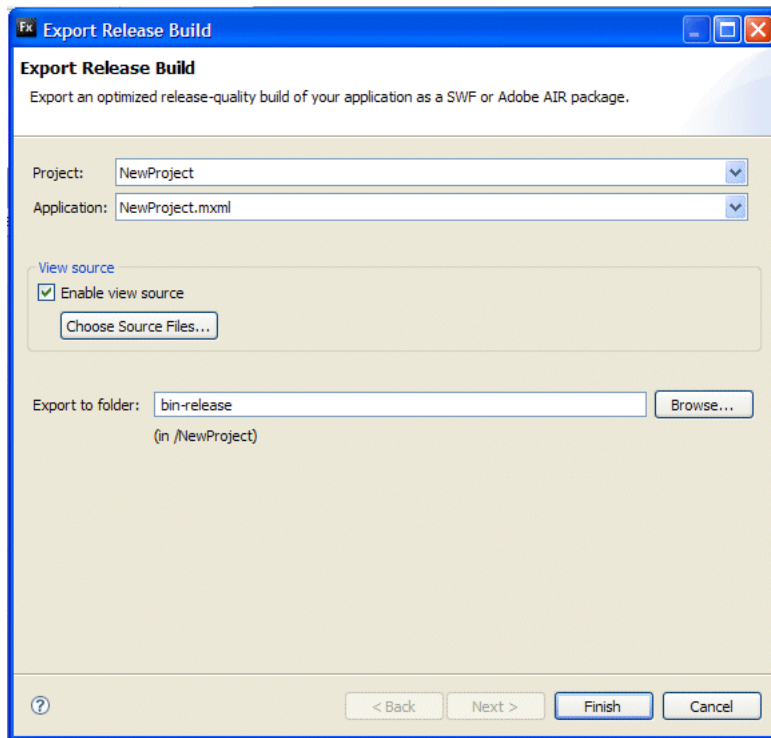 Fx Export Release Build
Export Release Build
Export an optimized release-quality build of your application as a SWF or Adobe AIR package.
Project: NewProject
Application: NewProject.mxml
View source
Enable view source
Choose Source Files...
Export to folder: bin-release Browse...
(in /NewProject)
? < Back Next > Finish Cancel